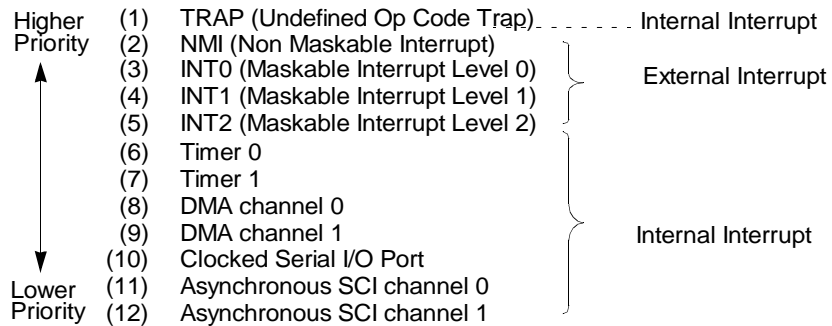 Higher Priority
(1) TRAP (Undefined Op Code Trap) Internal Interrupt
(2) NMI (Non Maskable Interrupt)
(3) INT0 (Maskable Interrupt Level 0) External Interrupt
(4) INT1 (Maskable Interrupt Level 1)
(5) INT2 (Maskable Interrupt Level 2)
(6) Timer 0
(7) Timer 1
(8) DMA channel 0
(9) DMA channel 1 Internal Interrupt
(10) Clocked Serial I/O Port
Lower Priority
(11) Asynchronous SCI channel 0
(12) Asynchronous SCI channel 1